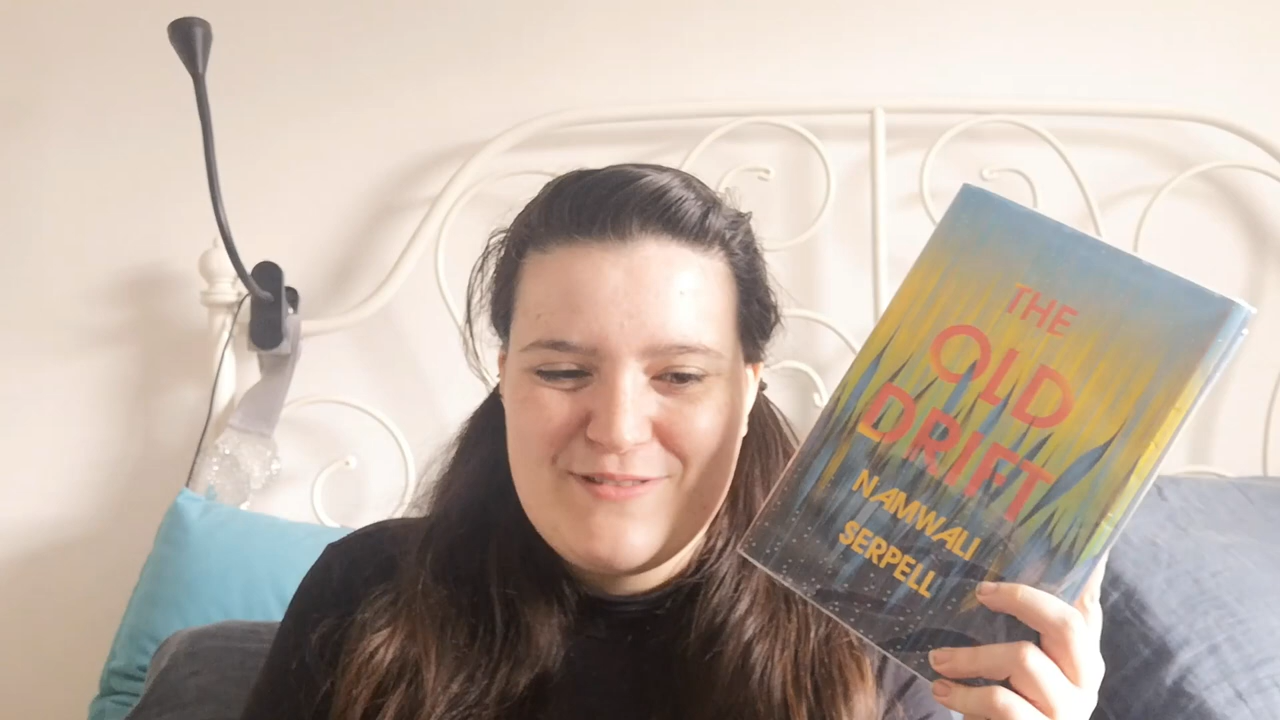 THE
OLD
DRIFT
NAMWALI
SERPELL